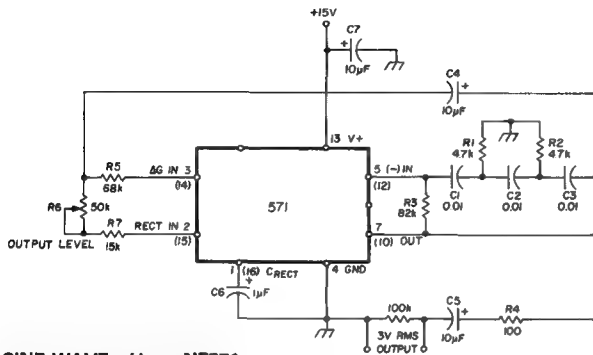 +15V
C7
+
10µF
C4
+
10µF
13 V+
R1
4.7k
R2
4.7k
R5
68k
ΔG IN 3
(14)
5 (-) IN
(12)
C1
0.01
C2
0.01
C3
0.01
R6
50k
571
R3
82k
OUTPUT LEVEL
R7
15k
RECT IN 2
(15)
7
(10) OUT
1 (16) CRECT
4 GND
C6
+
1µF
100k
3V RMS
OUTPUT
C5
+
10µF
R4
100